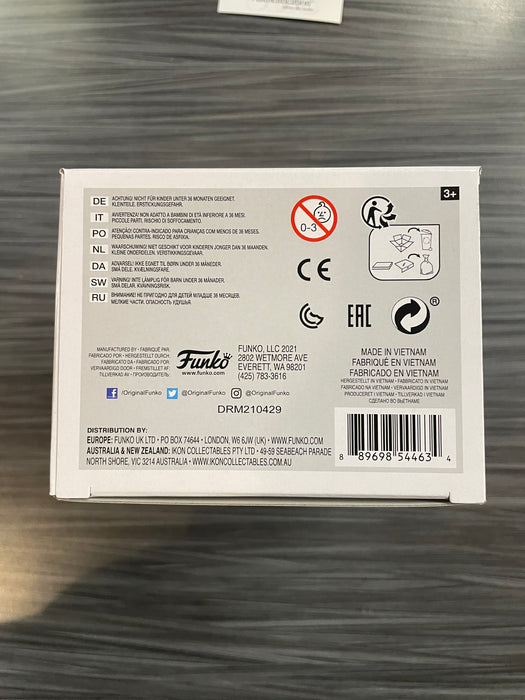 DE ACHTUNG! NICHT FÜR KINDER UNTER 36 MONATEN GEEIGNET.
KLEINTEILE. ERSTICKUNGSGEFAHR.
IT AVVERTENZA! NON ADATTO A BAMBINI DI ETÀ INFERIORE A 36 MESI.
PICCOLE PARTI. RISCHIO DI SOFFOCAMENTO.
PO ATENÇÃO! CONTRA-INDICADO PARA CRIANÇAS COM MENOS DE 36 MESES.
PEQUENAS PARTES. RISCO DE ASFIXIA.
NL WAARSCHUWING! NIET GESCHIKT VOOR KINDEREN JONGER DAN 36 MAANDEN.
KLEINE ONDERDELEN. VERSTIKKINGSGEVAAR.
DA ADVARSEL! IKKE EGNET TIL BØRN UNDER 36 MÅNEDER.
SMÅ DELE. KVÆLNINGSFARE.
SW VARNING! INTE LÄMPLIG FÖR BARN UNDER 36 MÅNADER.
SMÅ DELAR. KVÄVNINGSRISK.
RU ВНИМАНИЕ! НЕ ПРИГОДНО ДЛЯ ДЕТЕЙ МЛАДШЕ 36 МЕСЯЦЕВ.
МЕЛКИЕ ЧАСТИ. ОПАСНОСТЬ УДУШЬЯ.
0-3
3+
CE
EAC
®
MANUFACTURED BY • FABRIQUÉ PAR
FABRICADO POR • HERGESTELLT DURCH
FABBRICATO DA • FABRICADO POR
VERVAARDIGD DOOR • FREMSTILLET AF
TILLVERKAD AV • ПРОИЗВОДИТЕЛЬ
Funko
www.funko.com
FUNKO, LLC 2021
2802 WETMORE AVE
EVERETT, WA 98201
(425) 783-3616
/OriginalFunko @OriginalFunko @OriginalFunko
DRM210429
MADE IN VIETNAM
FABRIQUÉ EN VIETNAM
FABRICADO EN VIETNAM
HERGESTELLT IN VIETNAM • FABBRICATO IN VIETNAM
FABRICADO NO VIETNAM • VERVAARDIGD IN VIETNAM
PRODUCERET I VIETNAM • TILLVERKAD I VIETNAM
СДЕЛАНО ВО ВЬЕТНАМЕ
DISTRIBUTION BY:
EUROPE: FUNKO UK LTD • PO BOX 74644 • LONDON, W6 6JW (UK) • WWW.FUNKO.COM
AUSTRALIA & NEW ZEALAND: IKON COLLECTABLES PTY LTD • 49-59 SEABEACH PARADE
NORTH SHORE, VIC 3214 AUSTRALIA • WWW.IKONCOLLECTABLES.COM.AU
8 89698 54463 4